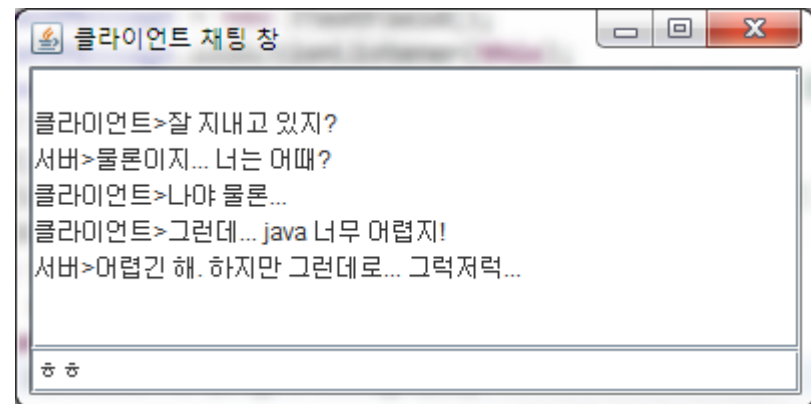 클라이언트 채팅 창
클라이언트>잘 지내고 있지?
서버>물론이지... 너는 어때?
클라이언트>나야 물론...
클라이언트>그런데... java 너무 어렵지!
서버>어렵긴 해. 하지만 그런데로... 그럭저럭...
ㅎㅎ